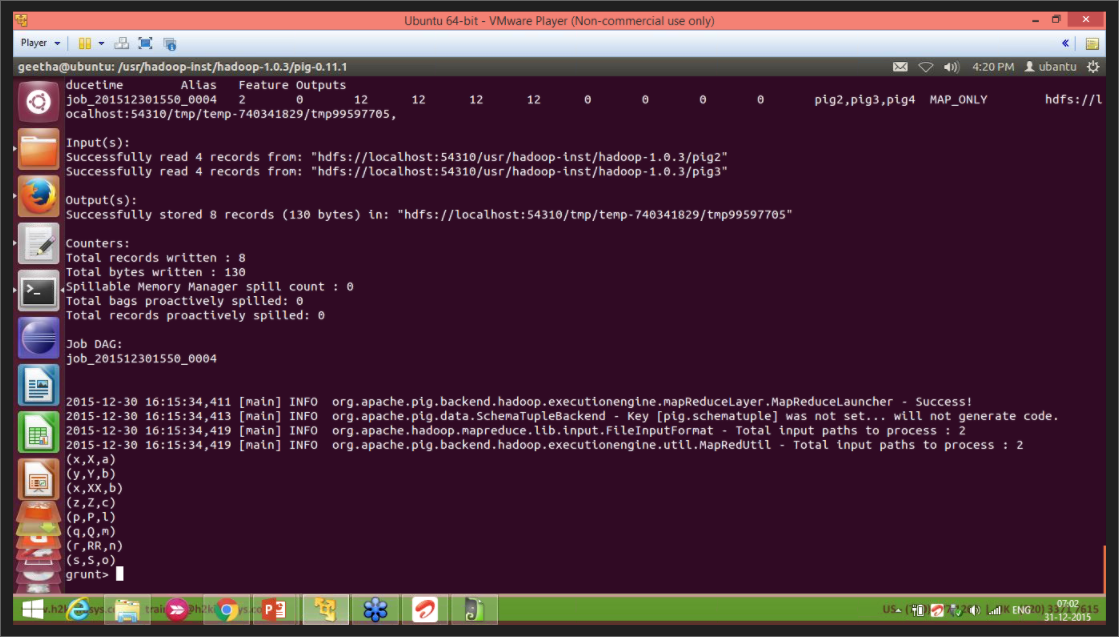 Ubuntu 64-bit - VMware Player (Non-commercial use only)
Player
geetha@ubuntu: /usr/hadoop-inst/hadoop-1.0.3/pig-0.11.1
4:20 PM ubantu
ducetime Alias Feature Outputs
job_201512301550_0004 2 0 12 12 12 12 0 0 0 0 pig2,pig3,pig4 MAP_ONLY hdfs://l
ocalhost:54310/tmp/temp-740341829/tmp99597705,
Input(s):
Successfully read 4 records from: "hdfs://localhost:54310/usr/hadoop-inst/hadoop-1.0.3/pig2"
Successfully read 4 records from: "hdfs://localhost:54310/usr/hadoop-inst/hadoop-1.0.3/pig3"
Output(s):
Successfully stored 8 records (130 bytes) in: "hdfs://localhost:54310/tmp/temp-740341829/tmp99597705"
Counters:
Total records written : 8
Total bytes written : 130
Spillable Memory Manager spill count : 0
Total bags proactively spilled: 0
Total records proactively spilled: 0
Job DAG:
job_201512301550_0004
2015-12-30 16:15:34,411 [main] INFO org.apache.pig.backend.hadoop.executionengine.mapReduceLayer.MapReduceLauncher - Success!
2015-12-30 16:15:34,413 [main] INFO org.apache.pig.data.SchemaTupleBackend - Key [pig.schematuple] was not set... will not generate code.
2015-12-30 16:15:34,419 [main] INFO org.apache.hadoop.mapreduce.lib.input.FileInputFormat - Total input paths to process : 2
2015-12-30 16:15:34,419 [main] INFO org.apache.pig.backend.hadoop.executionengine.util.MapRedUtil - Total input paths to process : 2
(x,X,a)
(y,Y,b)
(x,XX,b)
(z,Z,c)
(p,P,l)
(q,Q,m)
(r,RR,n)
(s,S,o)
grunt>
ENG 07:02
31-12-2015